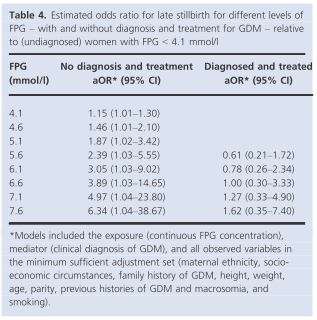 Table 4. Estimated odds ratio for late stillbirth for different levels of
FPG – with and without diagnosis and treatment for GDM – relative
to (undiagnosed) women with FPG < 4.1 mmol/l
FPG No diagnosis and treatment Diagnosed and treated
(mmol/l) aOR* (95% CI) aOR* (95% CI)
4.1 1.15 (1.01–1.30)
4.6 1.46 (1.01–2.10)
5.1 1.87 (1.02–3.42)
5.6 2.39 (1.03–5.55) 0.61 (0.21–1.72)
6.1 3.05 (1.03–9.02) 0.78 (0.26–2.34)
6.6 3.89 (1.03–14.65) 1.00 (0.30–3.33)
7.1 4.97 (1.04–23.80) 1.27 (0.33–4.90)
7.6 6.34 (1.04–38.67) 1.62 (0.35–7.40)
*Models included the exposure (continuous FPG concentration),
mediator (clinical diagnosis of GDM), and all observed variables in
the minimum sufficient adjustment set (maternal ethnicity, socio-
economic circumstances, family history of GDM, height, weight,
age, parity, previous histories of GDM and macrosomia, and
smoking).